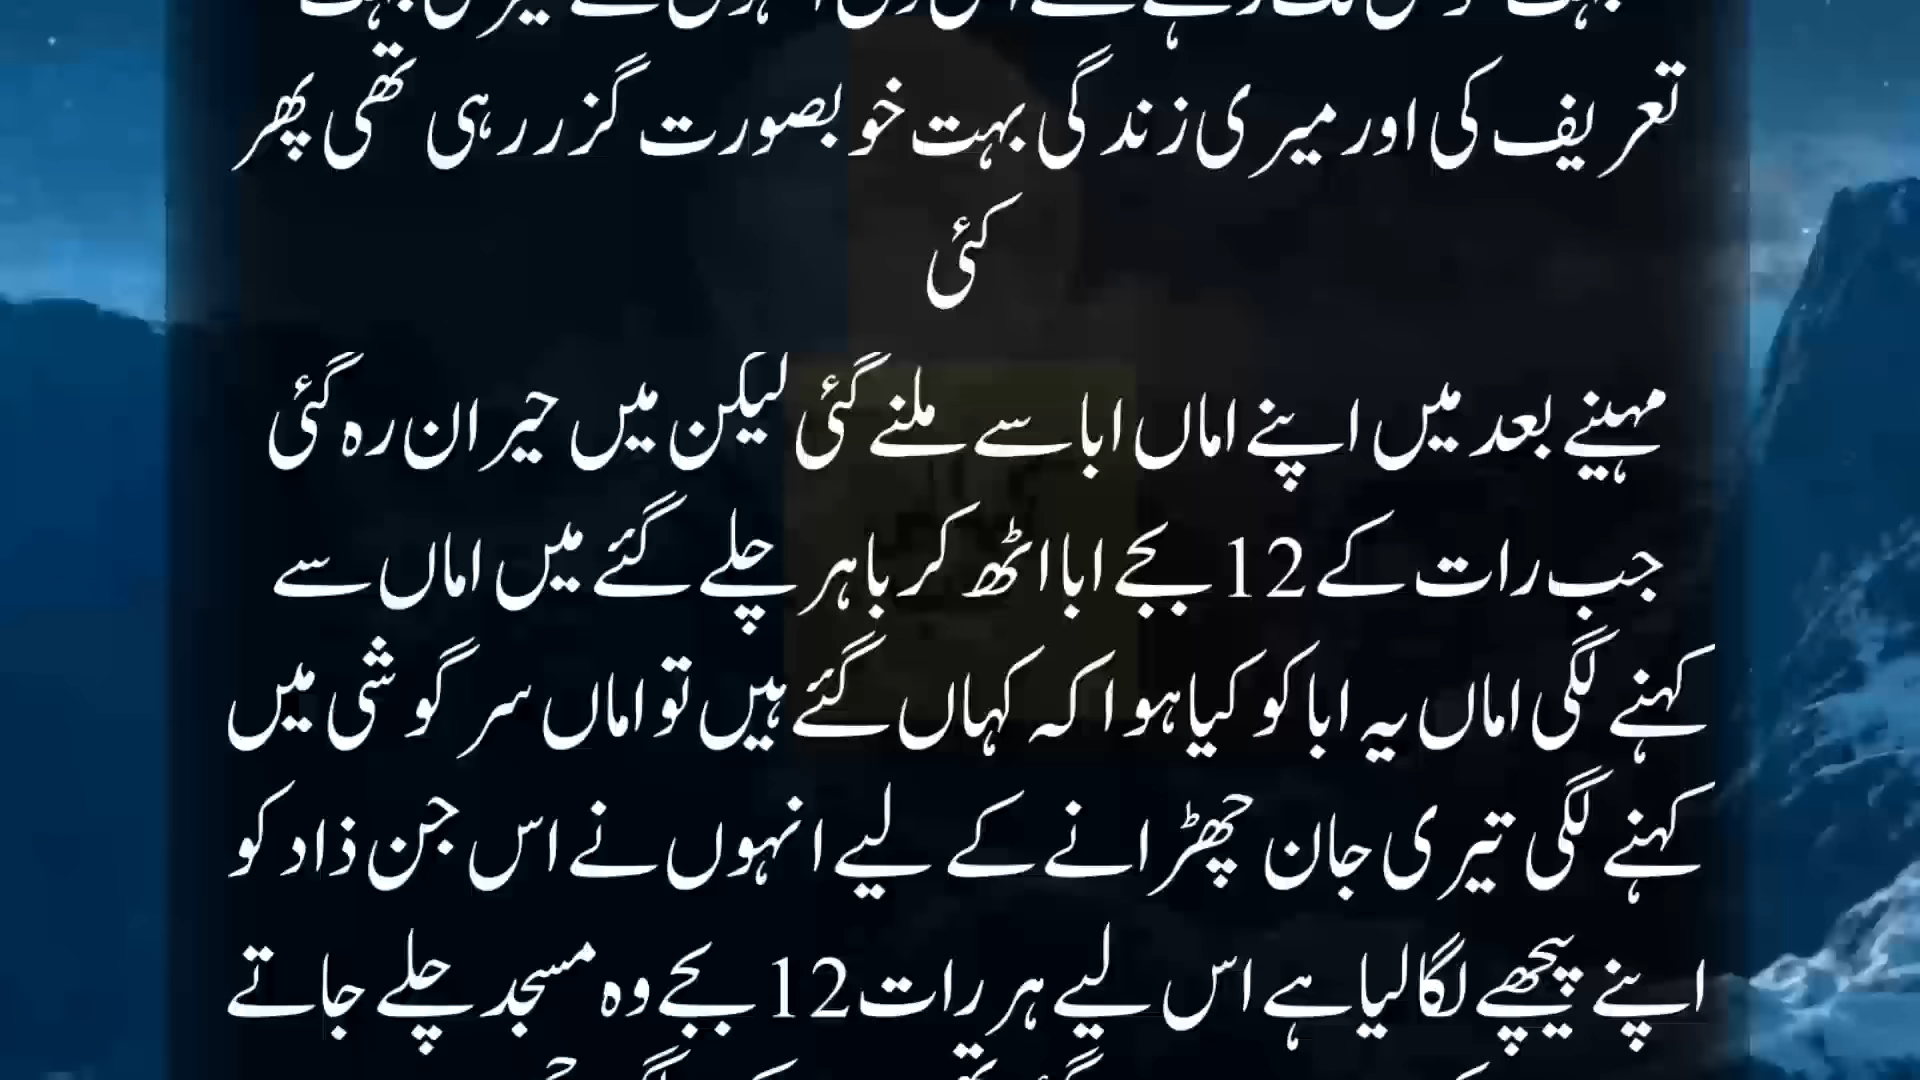 تعریف کی اور میری زندگی بہت خوبصورت گزر رہی تھی پھر
کئی
مہینے بعد میں اپنے اماں ابا سے ملنے گئی لیکن میں حیران رہ گئی
جب رات کے 12 بجے ابا اٹھ کر باہر چلے گئے میں اماں سے
کہنے لگی اماں یہ ابا کو کیا ہوا کہ کہاں گئے ہیں تو اماں سرگوشی میں
کہنے لگی تیری جان چھڑانے کے لیے انہوں نے اس جن ذاد کو
اپنے پیچھے لگا لیا ہے اس لیے ہر رات 12 بجے وہ مسجد چلے جاتے